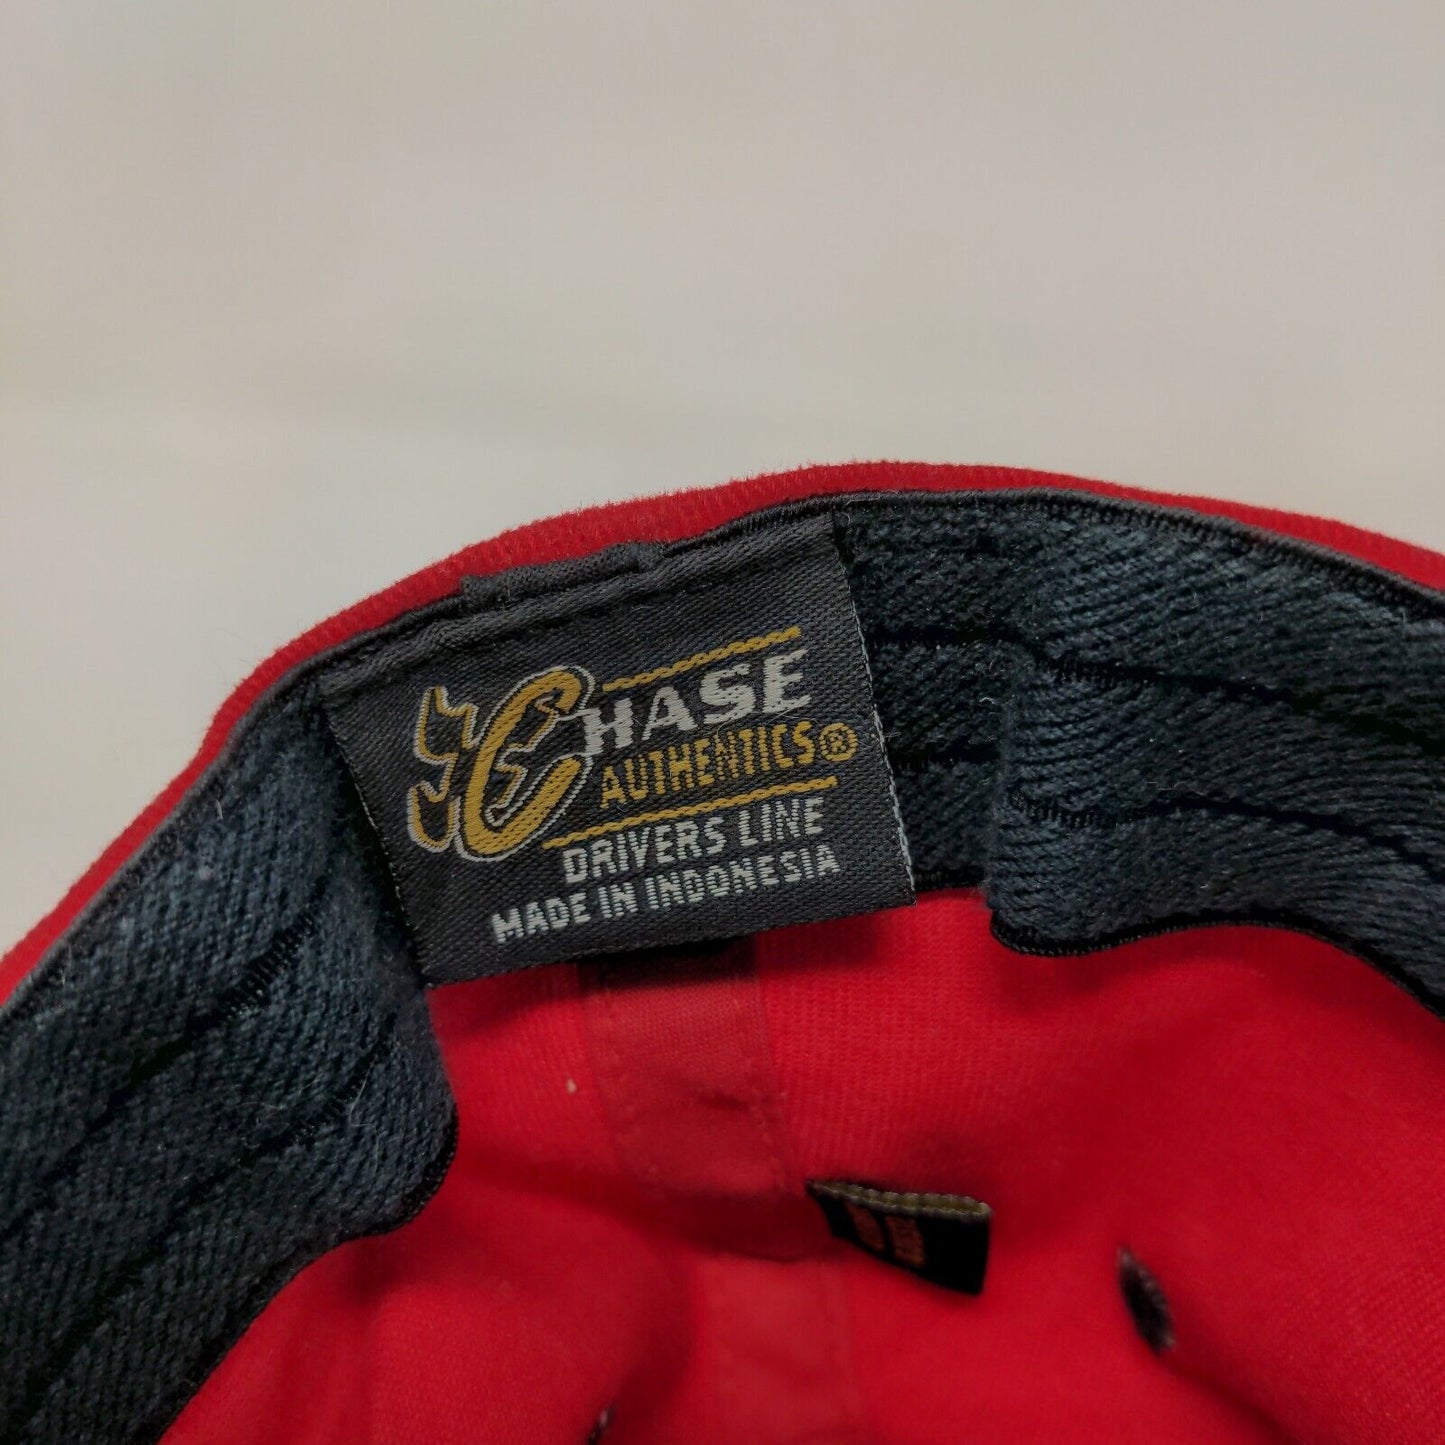 CHASE
AUTHENTICS®
DRIVERS LINE
MADE IN INDONESIA